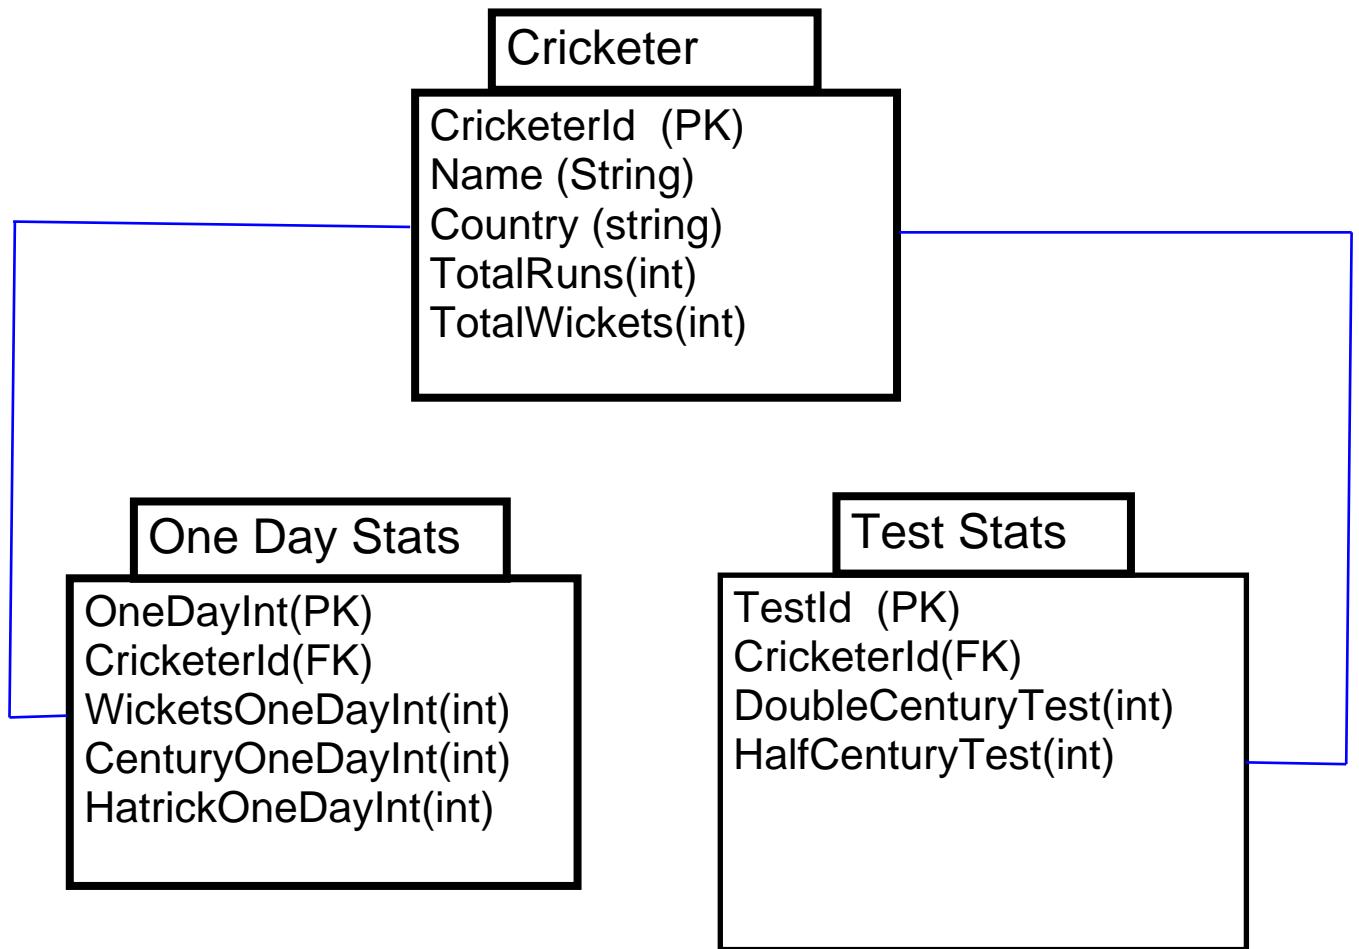 Cricketer
CricketerId  (PK)
Name (String)
Country (string)
TotalRuns(int)
TotalWickets(int)
One Day Stats
OneDayInt(PK)
CricketerId(FK)
WicketsOneDayInt(int)
CenturyOneDayInt(int)
HatrickOneDayInt(int)
Test Stats
TestId  (PK)
CricketerId(FK)
DoubleCenturyTest(int)
HalfCenturyTest(int)